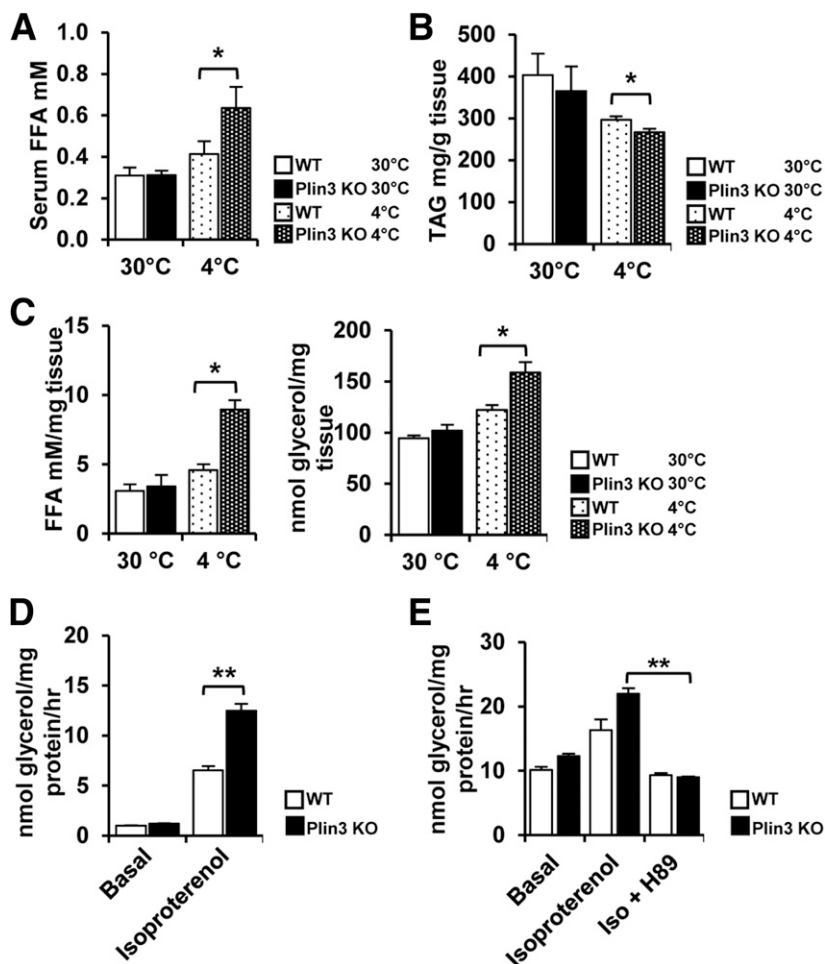 A
Serum FFA mM
1.0
0.8
0.6
0.4
0.2
0.0
*
30°C 4°C
WT 30°C
Plin3 KO 30°C
WT 4°C
Plin3 KO 4°C
B
TAG mg/g tissue
500
400
300
200
100
0
*
30°C 4°C
WT 30°C
Plin3 KO 30°C
WT 4°C
Plin3 KO 4°C
C
FFA mM/mg tissue
15
10
5
0
*
30 °C 4 °C
nmol glycerol/mg
tissue
200
150
100
50
0
*
30 °C 4 °C
WT 30°C
Plin3 KO 30°C
WT 4°C
Plin3 KO 4°C
D
nmol glycerol/mg
protein/hr
20
15
10
5
0
**
Basal
Isoproterenol
WT
Plin3 KO
E
nmol glycerol/mg
protein/hr
30
20
10
0
**
Basal
Isoproterenol
Iso + H89
WT
Plin3 KO